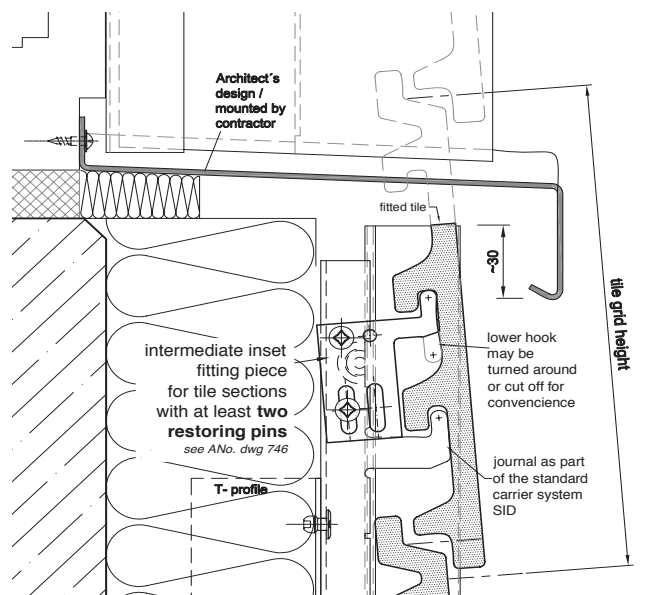 Architect´s
design /
mounted by
contractor
fitted tile
~30
tile grid height
intermediate inset
fitting piece
for tile sections
with at least two
restoring pins
see ANo. dwg 746
lower hook
may be
turned around
or cut off for
convencience
T- profile
journal as part
of the standard
carrier system
SID